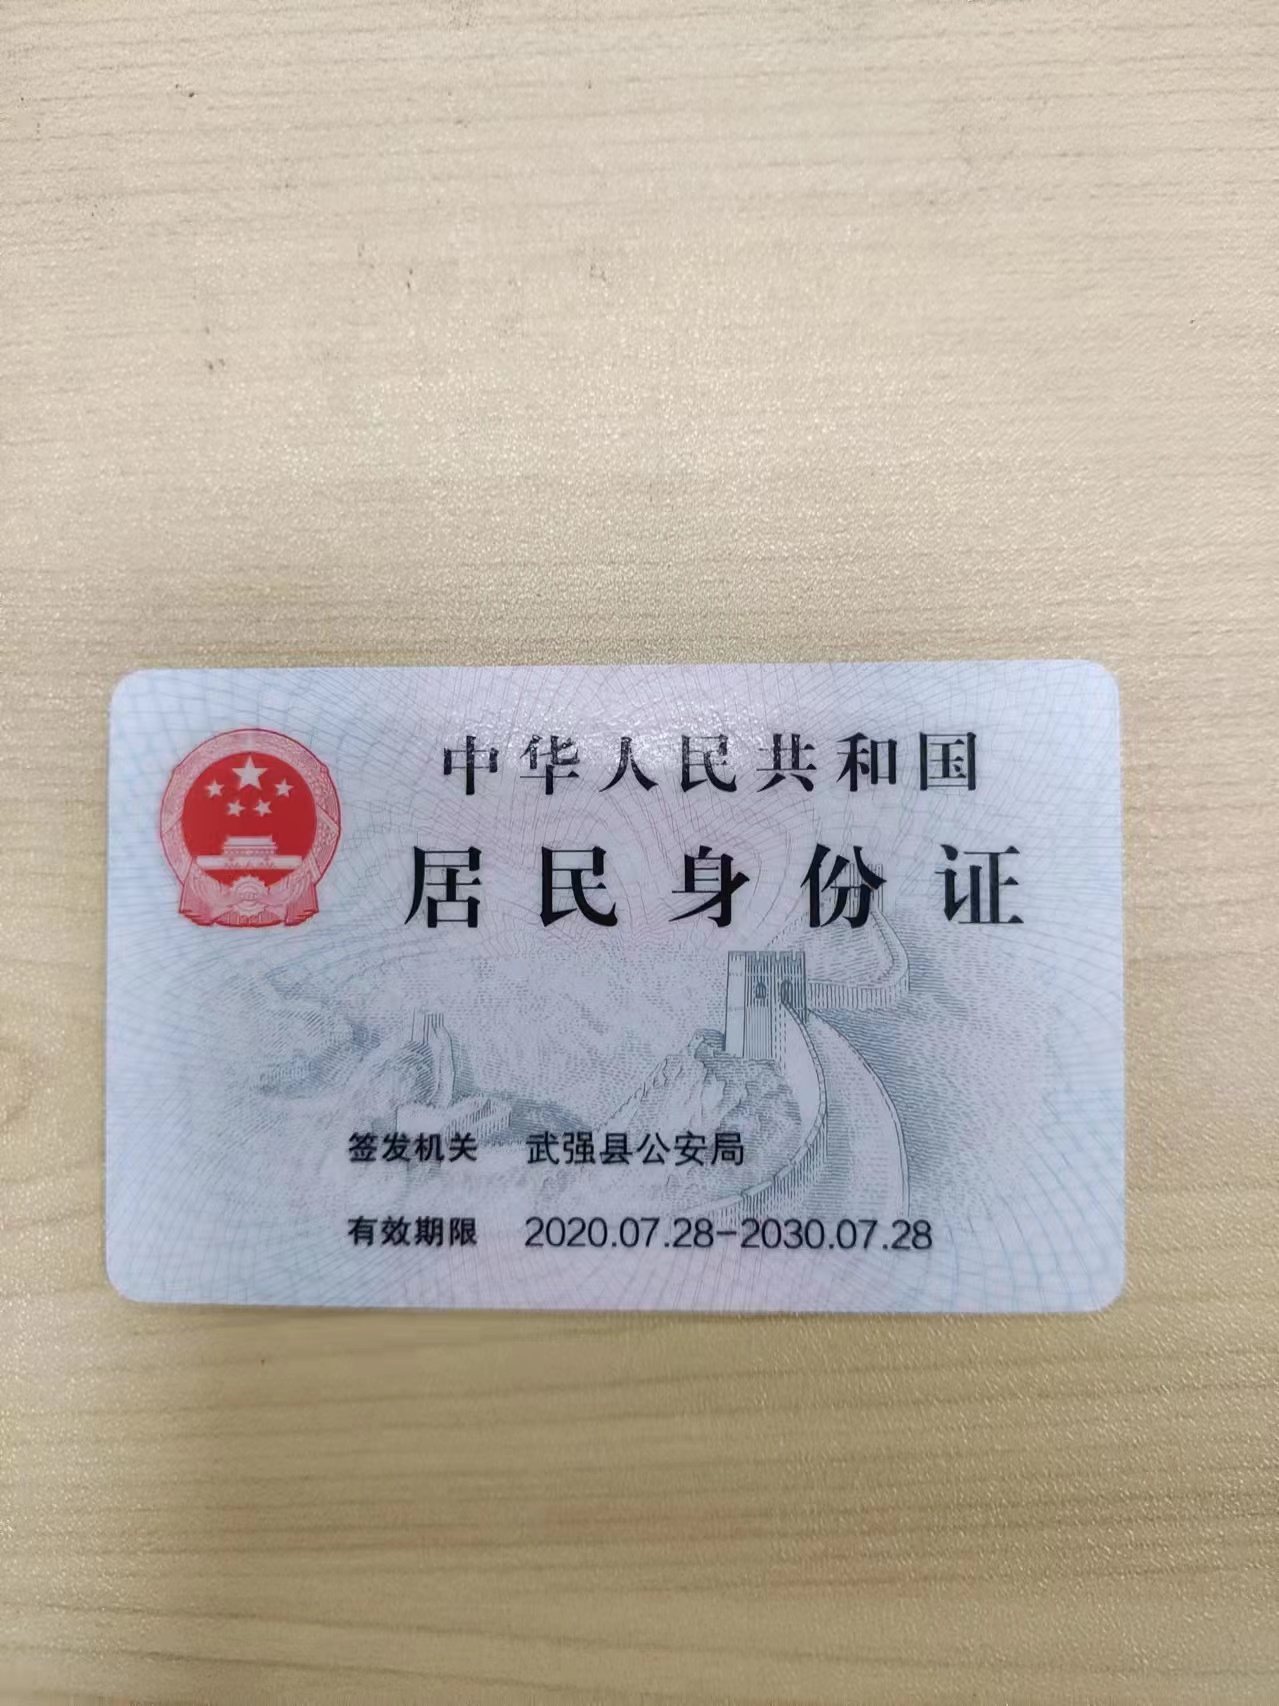 中华人民共和国
居民身份证
签发机关 武强县公安局
有效期限 2020.07.28-2030.07.28